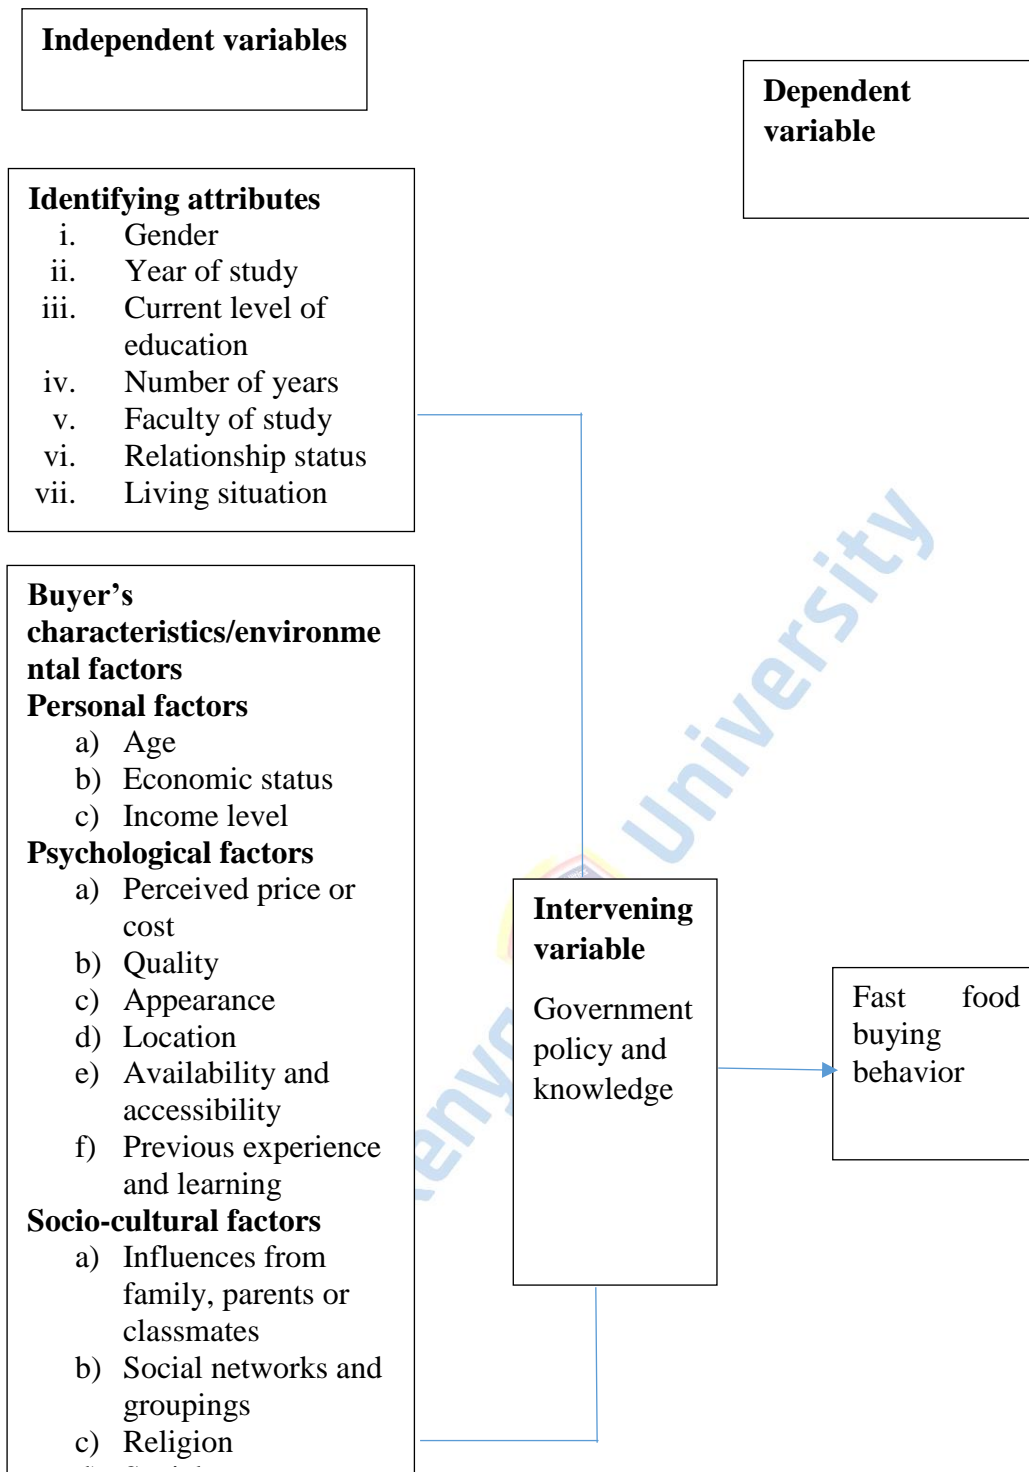 Independent variables
Dependent
variable
Identifying attributes
i. Gender
ii. Year of study
iii. Current level of
education
iv. Number of years
v. Faculty of study
vi. Relationship status
vii. Living situation
Buyer’s
characteristics/environme
ntal factors
Personal factors
a) Age
b) Economic status
c) Income level
Psychological factors
a) Perceived price or
cost
b) Quality
c) Appearance
d) Location
e) Availability and
accessibility
f) Previous experience
and learning
Socio-cultural factors
a) Influences from
family, parents or
classmates
b) Social networks and
groupings
c) Religion
Intervening
variable
Government
policy and
knowledge
Fast food
buying
behavior
University